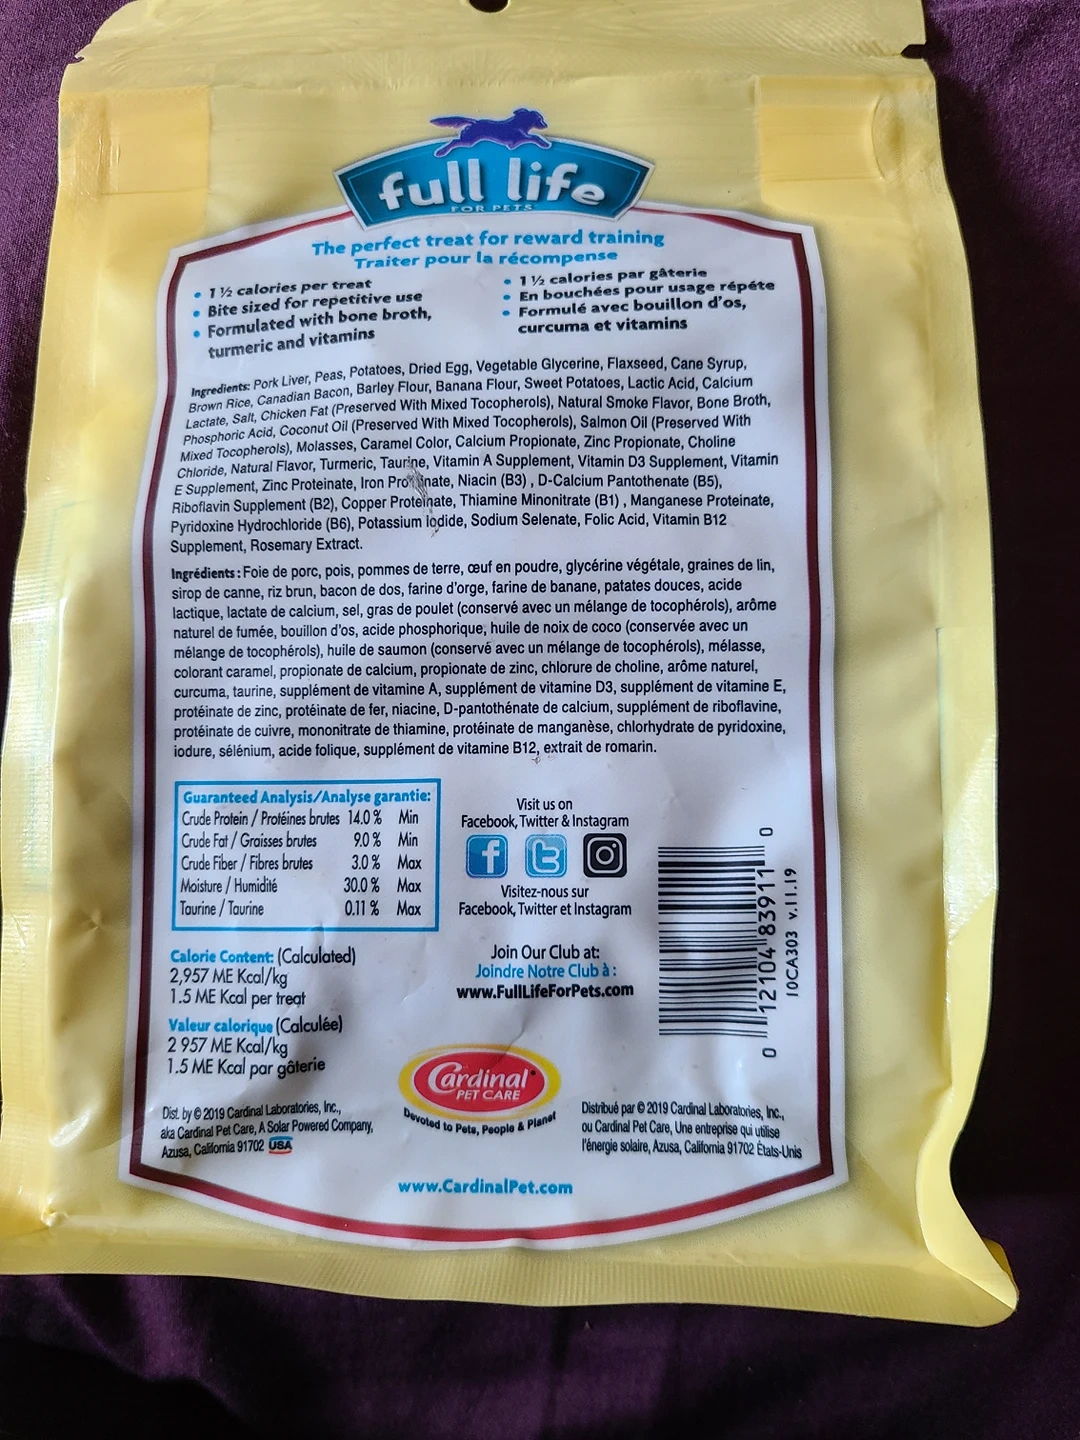 full life
FOR PETS
The perfect treat for reward training
Traiter pour la récompense
• 1 ½ calories per treat
• Bite sized for repetitive use
• Formulated with bone broth,
turmeric and vitamins
• 1 ½ calories par gâterie
• En bouchées pour usage répéte
• Formulé avec bouillon d'os,
curcuma et vitamins
Ingredients: Pork Liver, Peas, Potatoes, Dried Egg, Vegetable Glycerine, Flaxseed, Cane Syrup,
Brown Rice, Canadian Bacon, Barley Flour, Banana Flour, Sweet Potatoes, Lactic Acid, Calcium
Lactate, Salt, Chicken Fat (Preserved With Mixed Tocopherols), Natural Smoke Flavor, Bone Broth,
Phosphoric Acid, Coconut Oil (Preserved With Mixed Tocopherols), Salmon Oil (Preserved With
Mixed Tocopherols), Molasses, Caramel Color, Calcium Propionate, Zinc Propionate, Choline
Chloride, Natural Flavor, Turmeric, Taurine, Vitamin A Supplement, Vitamin D3 Supplement, Vitamin
E Supplement, Zinc Proteinate, Iron Proteinate, Niacin (B3) , D-Calcium Pantothenate (B5),
Riboflavin Supplement (B2), Copper Proteinate, Thiamine Minonitrate (B1) , Manganese Proteinate,
Pyridoxine Hydrochloride (B6), Potassium Iodide, Sodium Selenate, Folic Acid, Vitamin B12
Supplement, Rosemary Extract.
Ingrédients : Foie de porc, pois, pommes de terre, œuf en poudre, glycérine végétale, graines de lin,
sirop de canne, riz brun, bacon de dos, farine d'orge, farine de banane, patates douces, acide
lactique, lactate de calcium, sel, gras de poulet (conservé avec un mélange de tocophérols), arôme
naturel de fumée, bouillon d'os, acide phosphorique, huile de noix de coco (conservée avec un
mélange de tocophérols), huile de saumon (conservé avec un mélange de tocophérols), mélasse,
colorant caramel, propionate de calcium, propionate de zinc, chlorure de choline, arôme naturel,
curcuma, taurine, supplément de vitamine A, supplément de vitamine D3, supplément de vitamine E,
protéinate de zinc, protéinate de fer, niacine, D-pantothénate de calcium, supplément de riboflavine,
protéinate de cuivre, mononitrate de thiamine, protéinate de manganèse, chlorhydrate de pyridoxine,
iodure, sélénium, acide folique, supplément de vitamine B12, extrait de romarin.
Guaranteed Analysis/Analyse garantie:
Crude Protein / Protéines brutes 14.0 % Min
Crude Fat / Graisses brutes 9.0 % Min
Crude Fiber / Fibres brutes 3.0 % Max
Moisture / Humidité 30.0 % Max
Taurine / Taurine 0.11 % Max
Calorie Content: (Calculated)
2,957 ME Kcal/kg
1.5 ME Kcal per treat
Valeur calorique (Calculée)
2 957 ME Kcal/kg
1.5 ME Kcal par gâterie
Visit us on
Facebook, Twitter & Instagram
Visitez-nous sur
Facebook, Twitter et Instagram
Join Our Club at:
Joindre Notre Club à :
www.FullLifeForPets.com
0 12104 83911 0
10CA303 v.11.19
Cardinal
PET CARE
Devoted to Pets, People & Planet
Dist. by © 2019 Cardinal Laboratories, Inc.,
aka Cardinal Pet Care, A Solar Powered Company,
Azusa, California 91702 USA
Distribué par © 2019 Cardinal Laboratories, Inc.,
ou Cardinal Pet Care, Une entreprise qui utilise
l'énergie solaire, Azusa, California 91702 États-Unis
www.CardinalPet.com